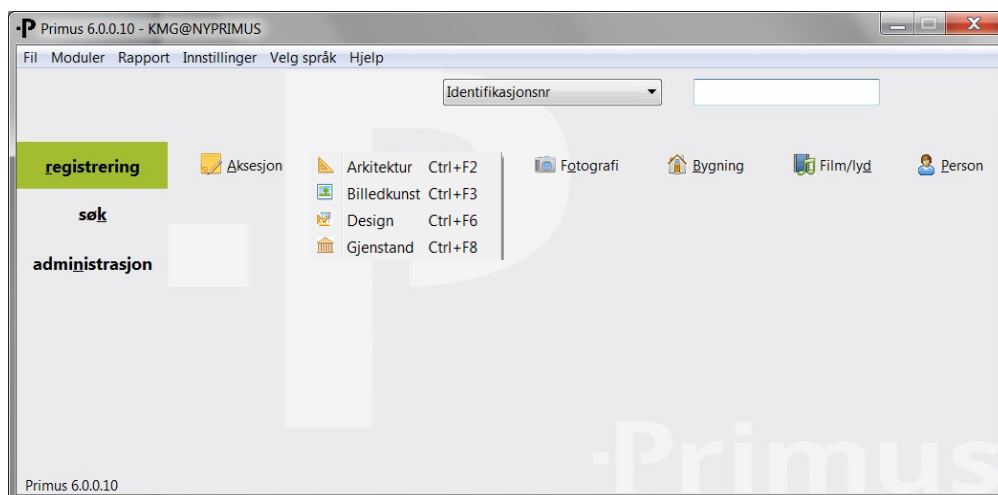 Primus 6.0.0.10 - KMG@NYPRIMUS
Fil Moduler Rapport Innstillinger Velg språk Hjelp
Identifikasjonsnr
registrering Aksesjon Arkitektur Ctrl+F2 Fotografi Bygning Film/lyd Person
Billedkunst Ctrl+F3
søk Design Ctrl+F6
Gjenstand Ctrl+F8
administrasjon
Primus
Primus 6.0.0.10